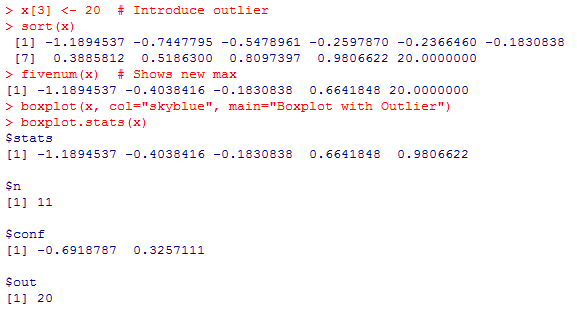 > x[3] <- 20  # Introduce outlier
> sort(x)
 [1] -1.1894537 -0.7447795 -0.5478961 -0.2597870 -0.2366460 -0.1830838
 [7]  0.3885812  0.5186300  0.8097397  0.9806622 20.0000000
> fivenum(x)  # Shows new max
[1] -1.1894537 -0.4038416 -0.1830838  0.6641848 20.0000000
> boxplot(x, col="skyblue", main="Boxplot with Outlier")
> boxplot.stats(x)
$stats
[1] -1.1894537 -0.4038416 -0.1830838  0.6641848  0.9806622

$n
[1] 11

$conf
[1] -0.6918787  0.3257111

$out
[1] 20